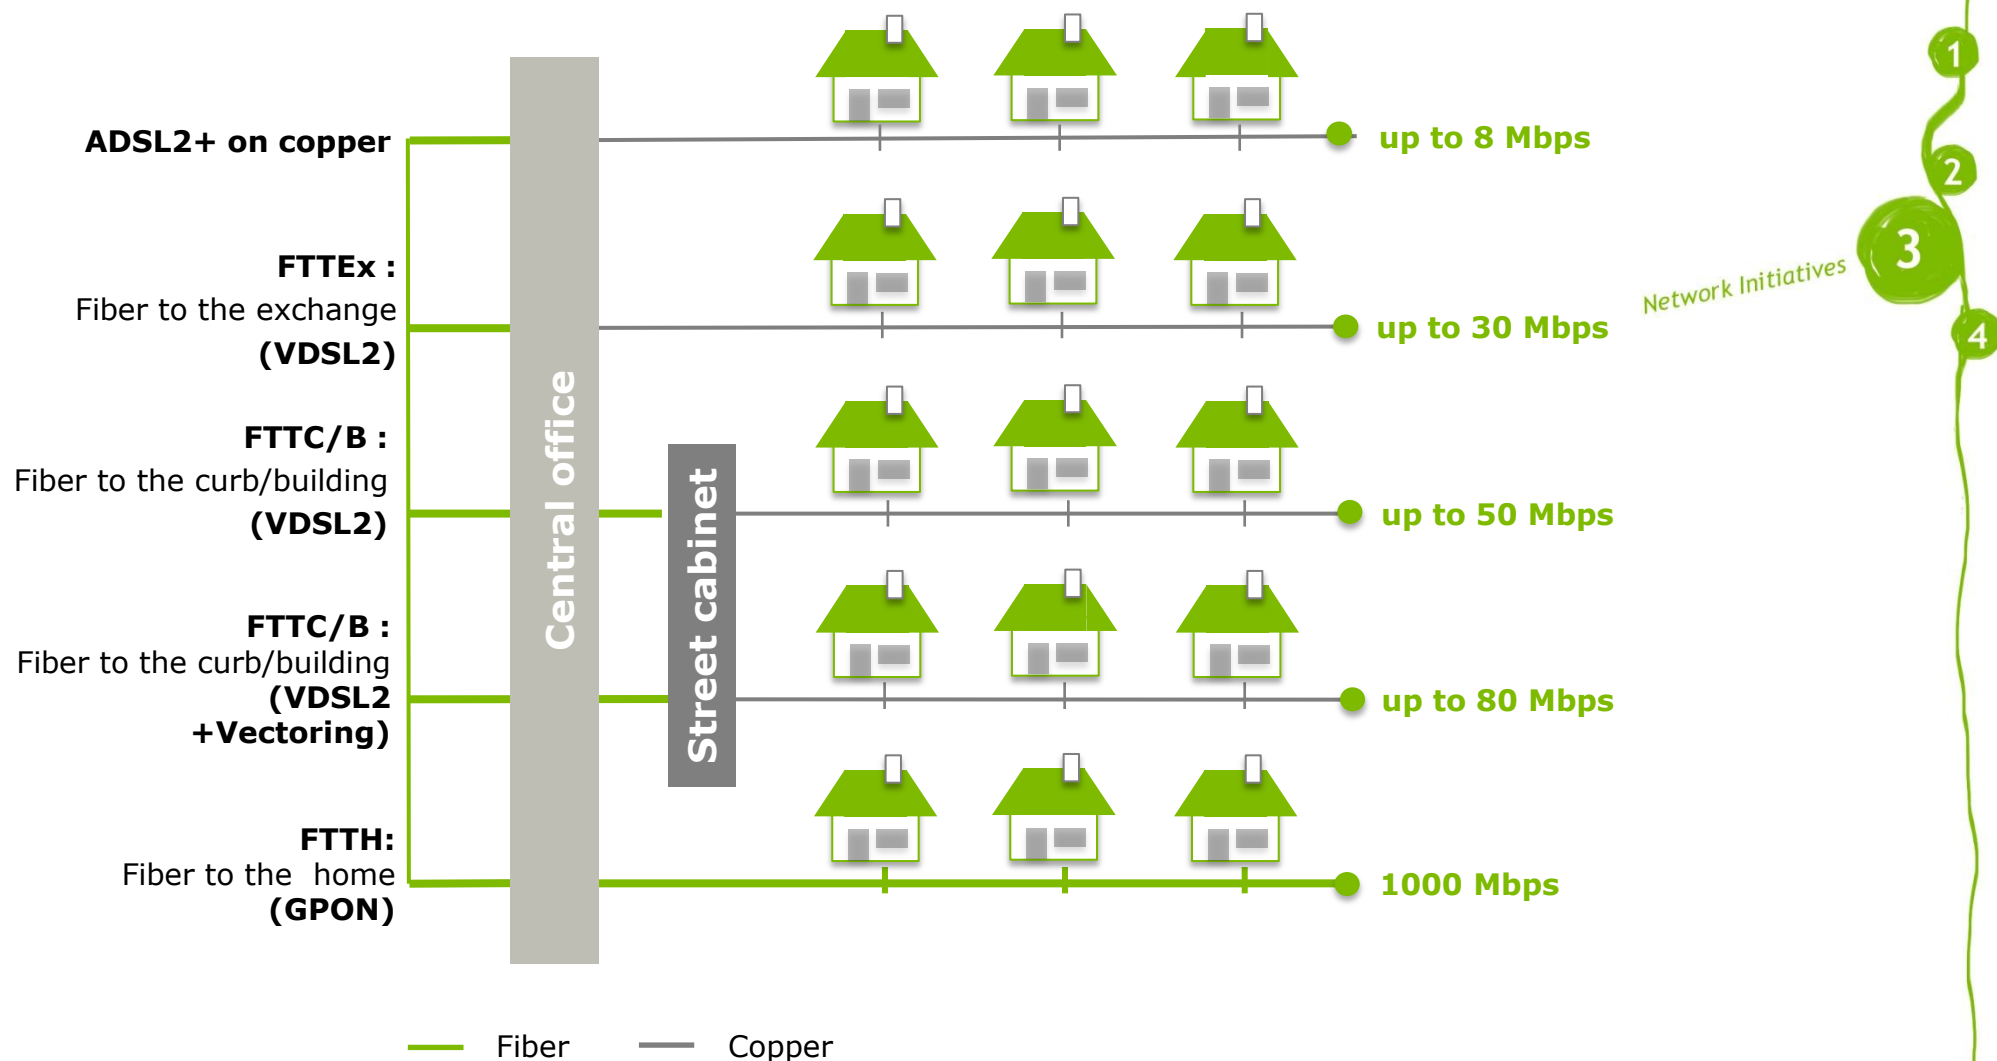 ADSL2+ on copper
up to 8 Mbps
FTTEx :
Fiber to the exchange
(VDSL2)
up to 30 Mbps
FTTC/B :
Fiber to the curb/building
(VDSL2)
up to 50 Mbps
FTTC/B :
Fiber to the curb/building
(VDSL2
+Vectoring)
up to 80 Mbps
FTTH:
Fiber to the home
(GPON)
1000 Mbps
Central office
Street cabinet
Fiber
Copper
1
2
Network Initiatives
3
4